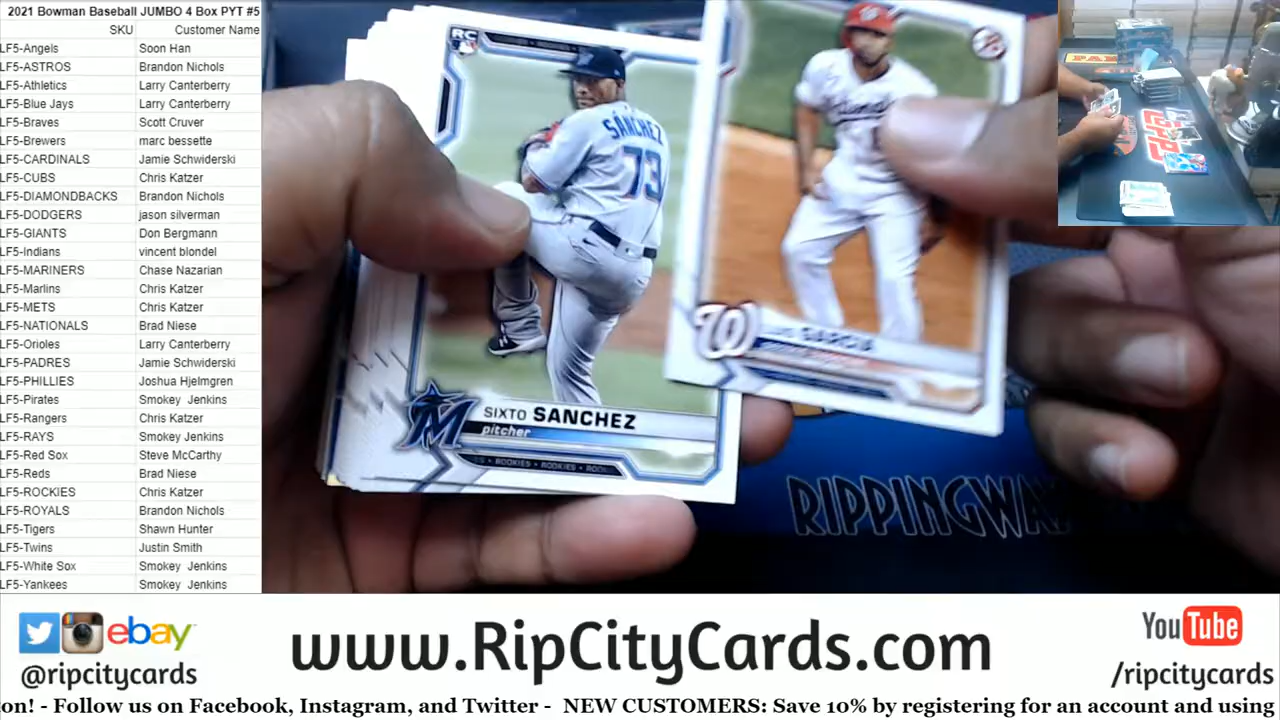 2021 Bowman Baseball JUMBO 4 Box PYT #5
SKU Customer Name
LF5-Angels Soon Han
LF5-ASTROS Brandon Nichols
LF5-Athletics Larry Canterberry
LF5-Blue Jays Larry Canterberry
LF5-Braves Scott Cruver
LF5-Brewers marc bessette
LF5-CARDINALS Jamie Schwiderski
LF5-CUBS Chris Katzer
LF5-DIAMONDBACKS Brandon Nichols
LF5-DODGERS jason silverman
LF5-GIANTS Don Bergmann
LF5-Indians vincent blondel
LF5-MARINERS Chase Nazarian
LF5-Marlins Chris Katzer
LF5-METS Chris Katzer
LF5-NATIONALS Brad Niese
LF5-Orioles Larry Canterberry
LF5-PADRES Jamie Schwiderski
LF5-PHILLIES Joshua Hjelmgren
LF5-Pirates Smokey Jenkins
LF5-Rangers Chris Katzer
LF5-RAYS Smokey Jenkins
LF5-Red Sox Steve McCarthy
LF5-Reds Brad Niese
LF5-ROCKIES Chris Katzer
LF5-ROYALS Brandon Nichols
LF5-Tigers Shawn Hunter
LF5-Twins Justin Smith
LF5-White Sox Smokey Jenkins
LF5-Yankees Smokey Jenkins
RC
SANCHEZ
73
M
SIXTO SANCHEZ
pitcher
ROOKIES • ROOKIES
W
GARCIA
RIPPINGWA
ebay
@ripcitycards
www.RipCityCards.com
YouTube
/ripcitycards
on! - Follow us on Facebook, Instagram, and Twitter - NEW CUSTOMERS: Save 10% by registering for an account and using